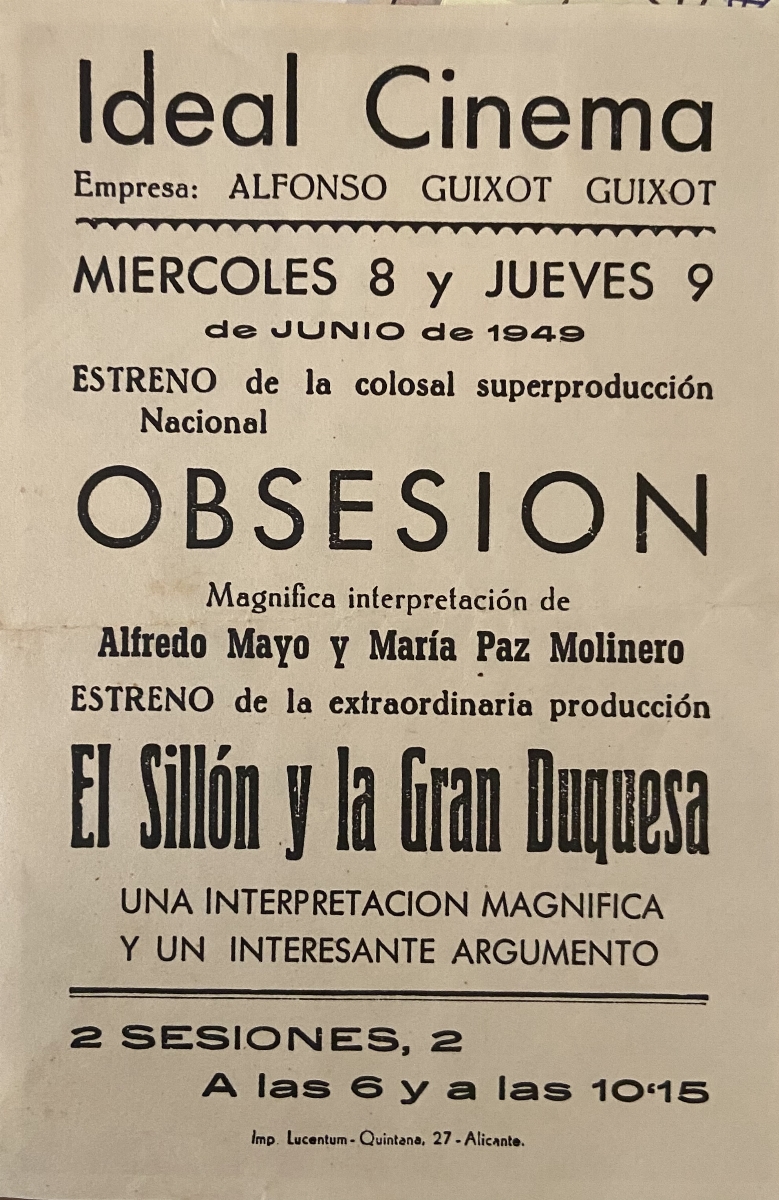 Ideal Cinema
Empresa: ALFONSO GUIXOT GUIXOT
MIERCOLES 8 y JUEVES 9
de JUNIO de 1949
ESTRENO de la colosal superproducción
Nacional
OBSESION
Magnifica interpretación de
Alfredo Mayo y María Paz Molinero
ESTRENO de la extraordinaria producción
El Sillón y la Gran Duquesa
UNA INTERPRETACION MAGNIFICA
Y UN INTERESANTE ARGUMENTO
2 SESIONES, 2
A las 6 y a las 10‘15
Imp. Lucentum - Quintana, 27 - Alicante.